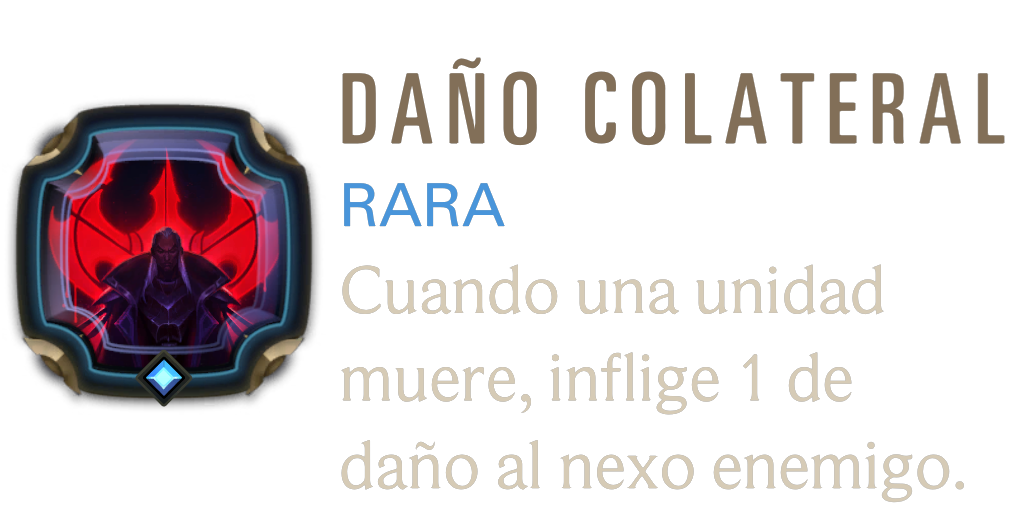 DAÑO COLATERAL
RARA
Cuando una unidad
muere, inflige 1 de
daño al nexo enemigo.